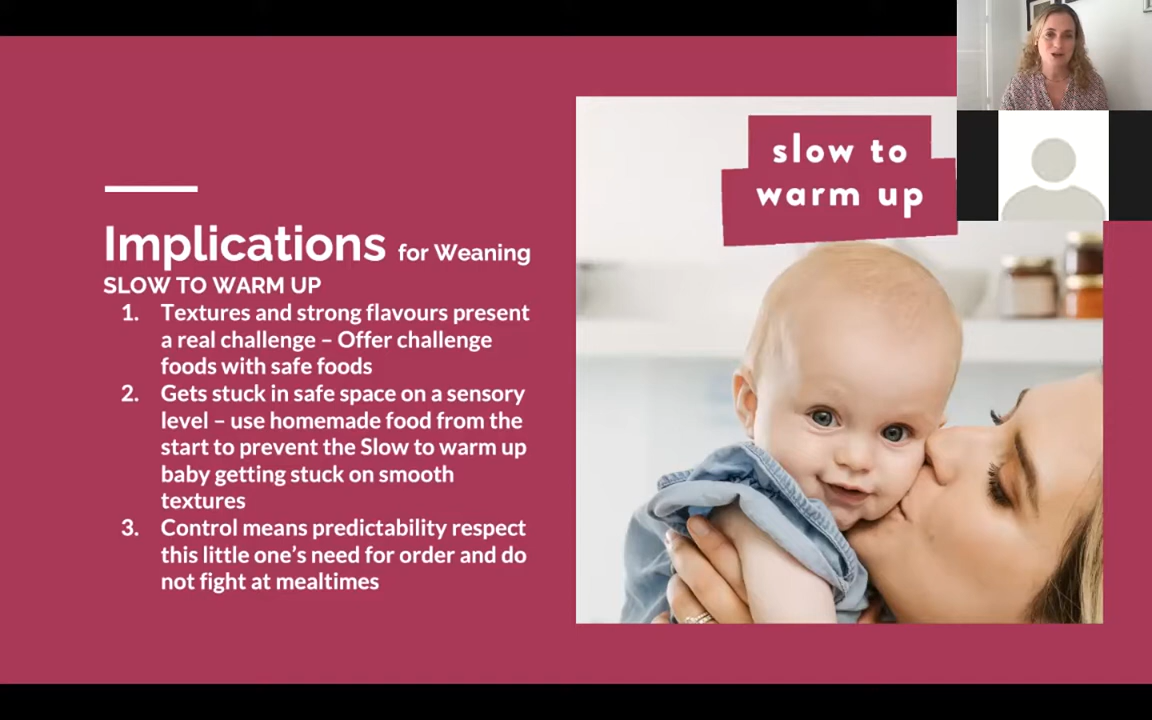 slow to
warm up
Implications for Weaning
SLOW TO WARM UP
1. Textures and strong flavours present
a real challenge – Offer challenge
foods with safe foods
2. Gets stuck in safe space on a sensory
level – use homemade food from the
start to prevent the Slow to warm up
baby getting stuck on smooth
textures
3. Control means predictability respect
this little one's need for order and do
not fight at mealtimes